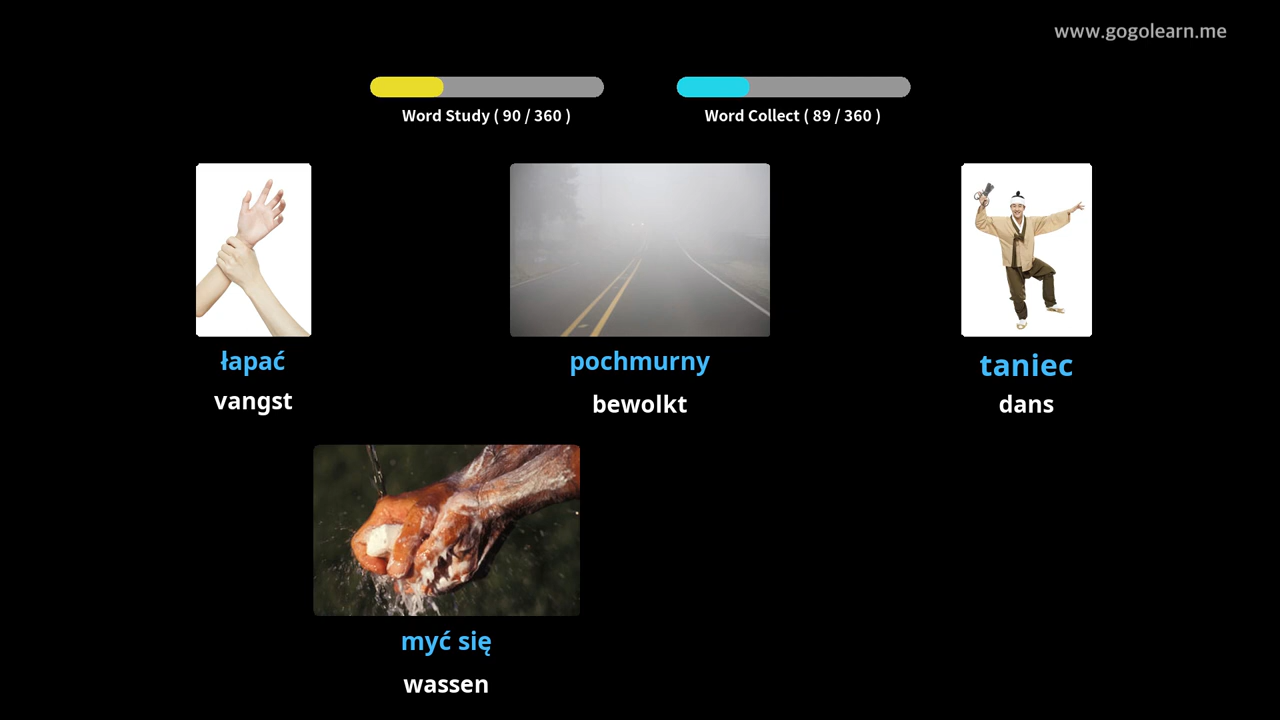 www.gogolearn.me
Word Study ( 90 / 360 )
Word Collect ( 89 / 360 )
łapać
vangst
pochmurny
bewolkt
taniec
dans
myć się
wassen